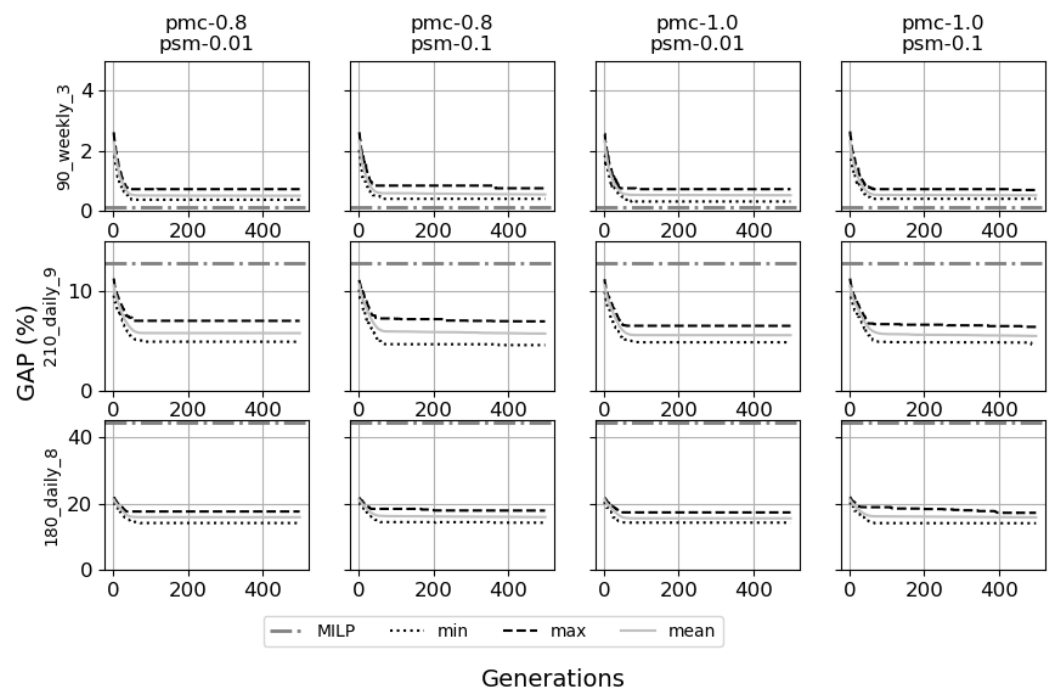 pmc-0.8 pmc-0.8 pmc-1.0 pmc-1.0
psm-0.01 psm-0.1 psm-0.01 psm-0.1
90_weekly_3
4
2
0
0 200 400 0 200 400 0 200 400 0 200 400
GAP (%)
210_daily_9
10
0
0 200 400 0 200 400 0 200 400 0 200 400
180_daily_8
40
20
0
0 200 400 0 200 400 0 200 400 0 200 400
MILP min max mean
Generations